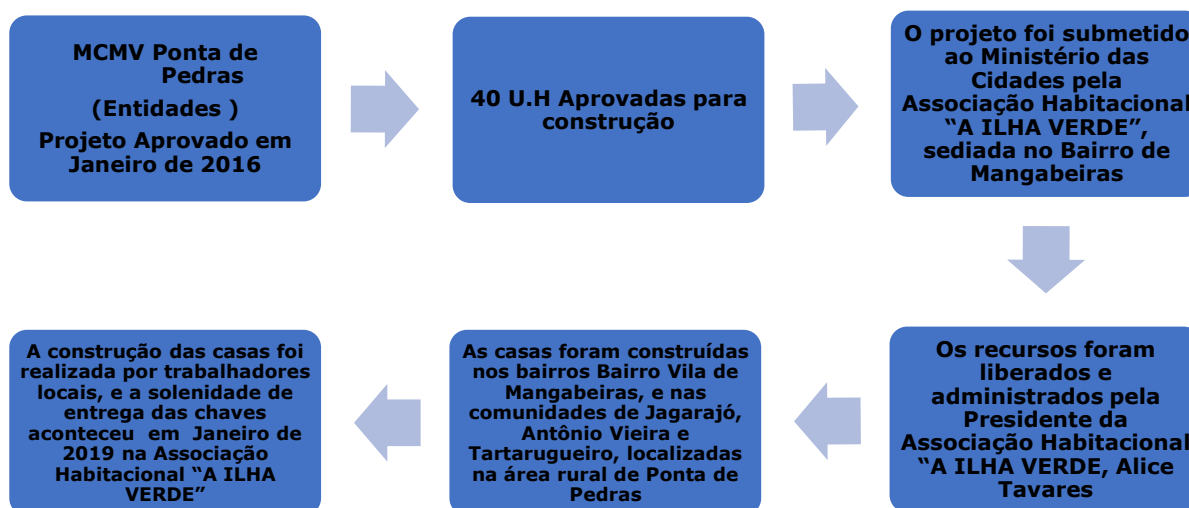 MCMV Ponta de
Pedras
(Entidades )
Projeto Aprovado em
Janeiro de 2016
40 U.H Aprovadas para
construção
O projeto foi submetido
ao Ministério das
Cidades pela
Associação Habitacional
“A ILHA VERDE”,
sediada no Bairro de
Mangabeiras
Os recursos foram
liberados e
administrados pela
Presidente da
Associação Habitacional
“A ILHA VERDE, Alice
Tavares
As casas foram construídas
nos bairros Bairro Vila de
Mangabeiras, e nas
comunidades de Jagarajó,
Antônio Vieira e
Tartarugueiro, localizadas
na área rural de Ponta de
Pedras
A construção das casas foi
realizada por trabalhadores
locais, e a solenidade de
entrega das chaves
aconteceu em Janeiro de
2019 na Associação
Habitacional “A ILHA
VERDE”